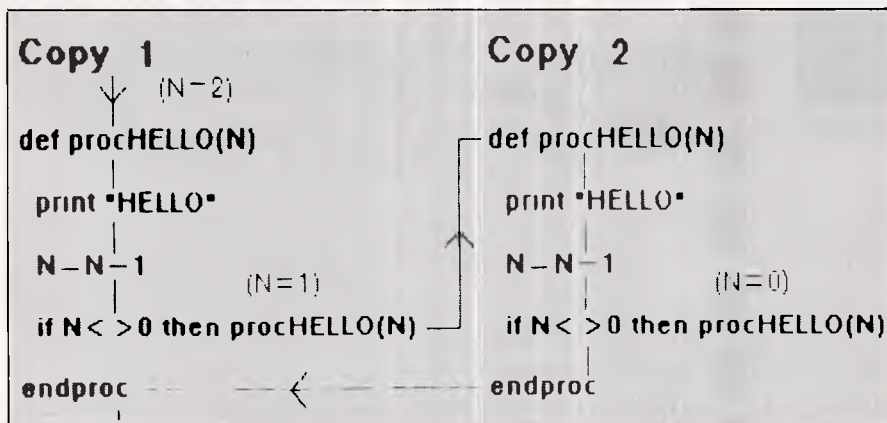 Copy 1
(N=2)
def procHELLO(N)
print "HELLO"
N=N-1
(N=1)
if N< >0 then procHELLO(N)
endproc
Copy 2
def procHELLO(N)
print "HELLO"
N=N-1
(N=0)
if N< >0 then procHELLO(N)
endproc